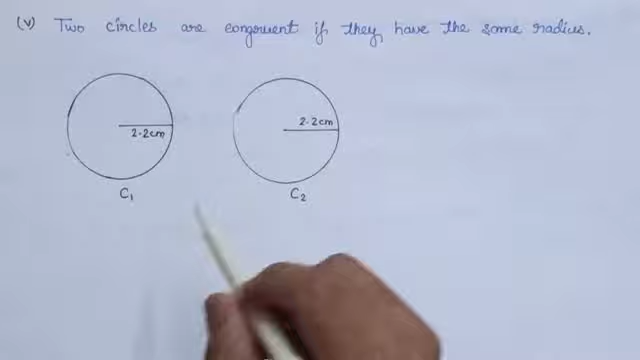 (v) Two circles are congruent if they have the same radius.
2.2cm
2.2cm
C1
C2